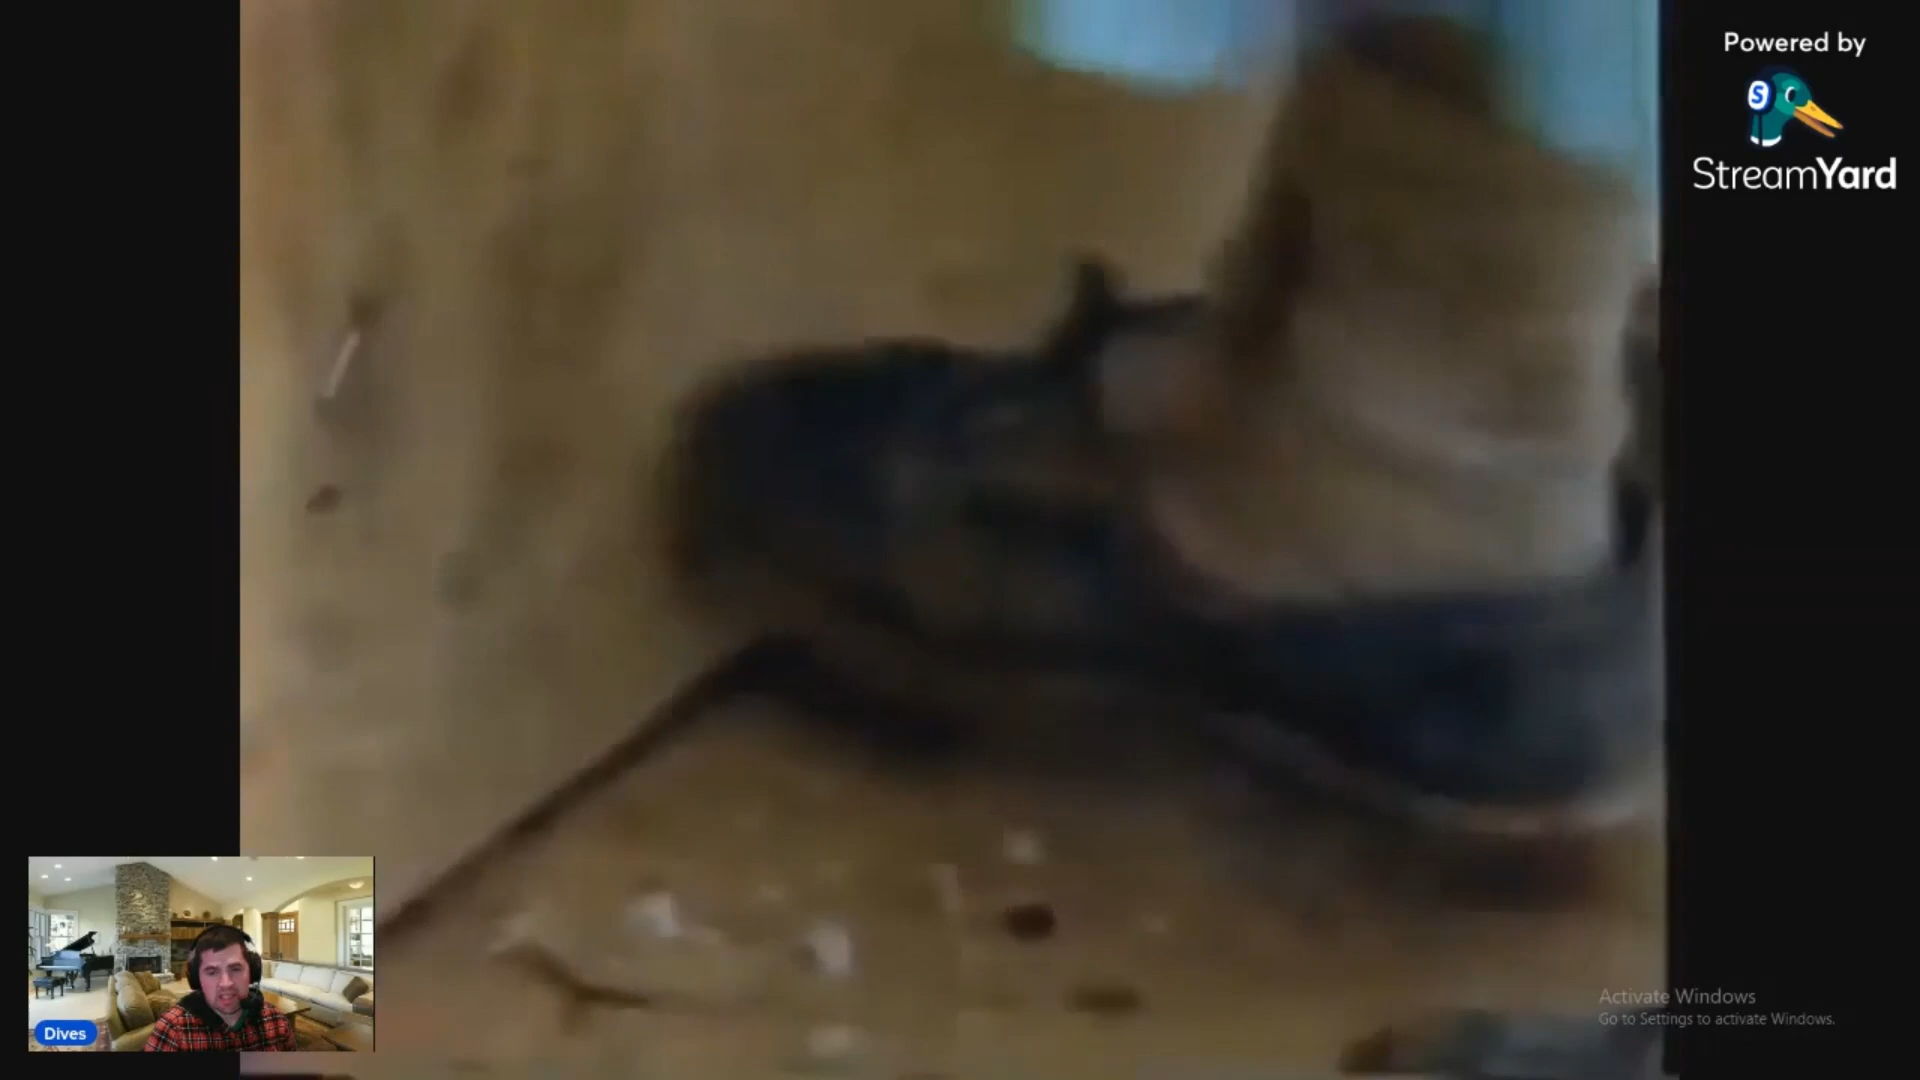 Powered by
S
StreamYard
Dives
Activate Windows
Go to Settings to activate Windows.